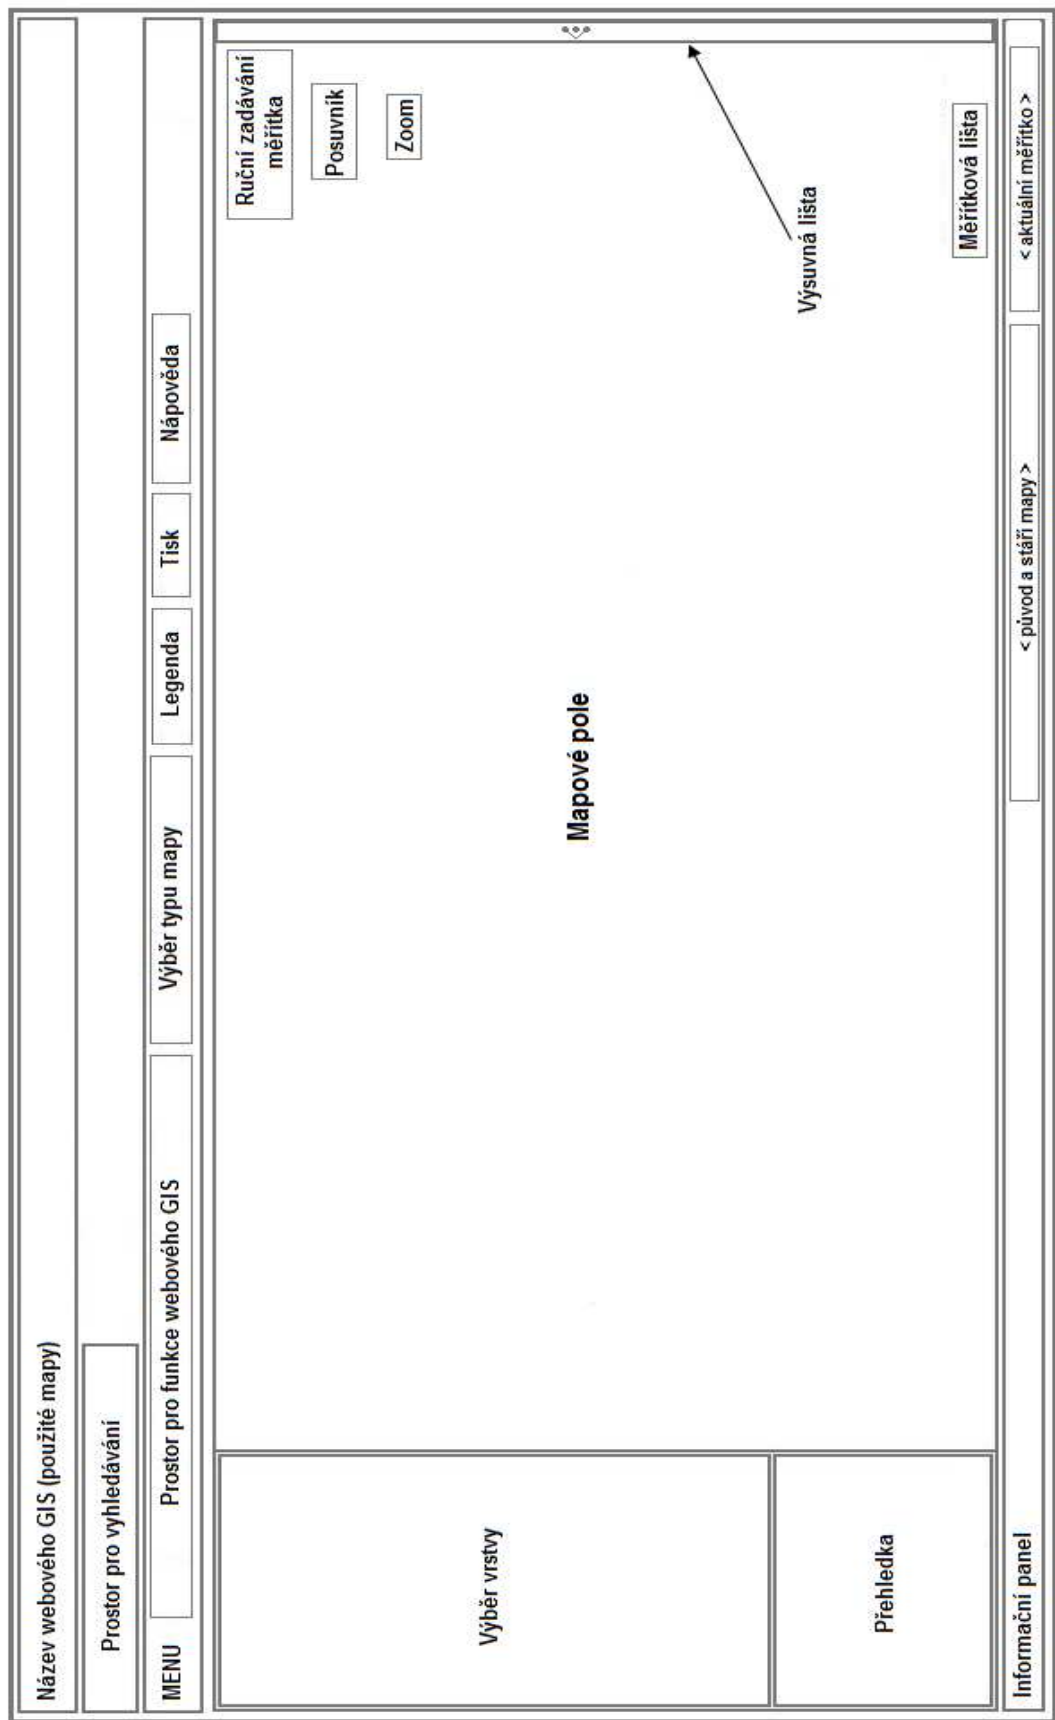 Název webového GIS (použité mapy)
Prostor pro vyhledávání
MENU
Prostor pro funkce webového GIS
Výběr typu mapy
Legenda
Tisk
Nápověda
Výběr vrstvy
Přehledka
Mapové pole
Ruční zadávání
měřítka
Posuvník
Zoom
Výsuvná lišta
Měřítková lišta
Informační panel
< původ a stáří mapy >
< aktuální měřítko >